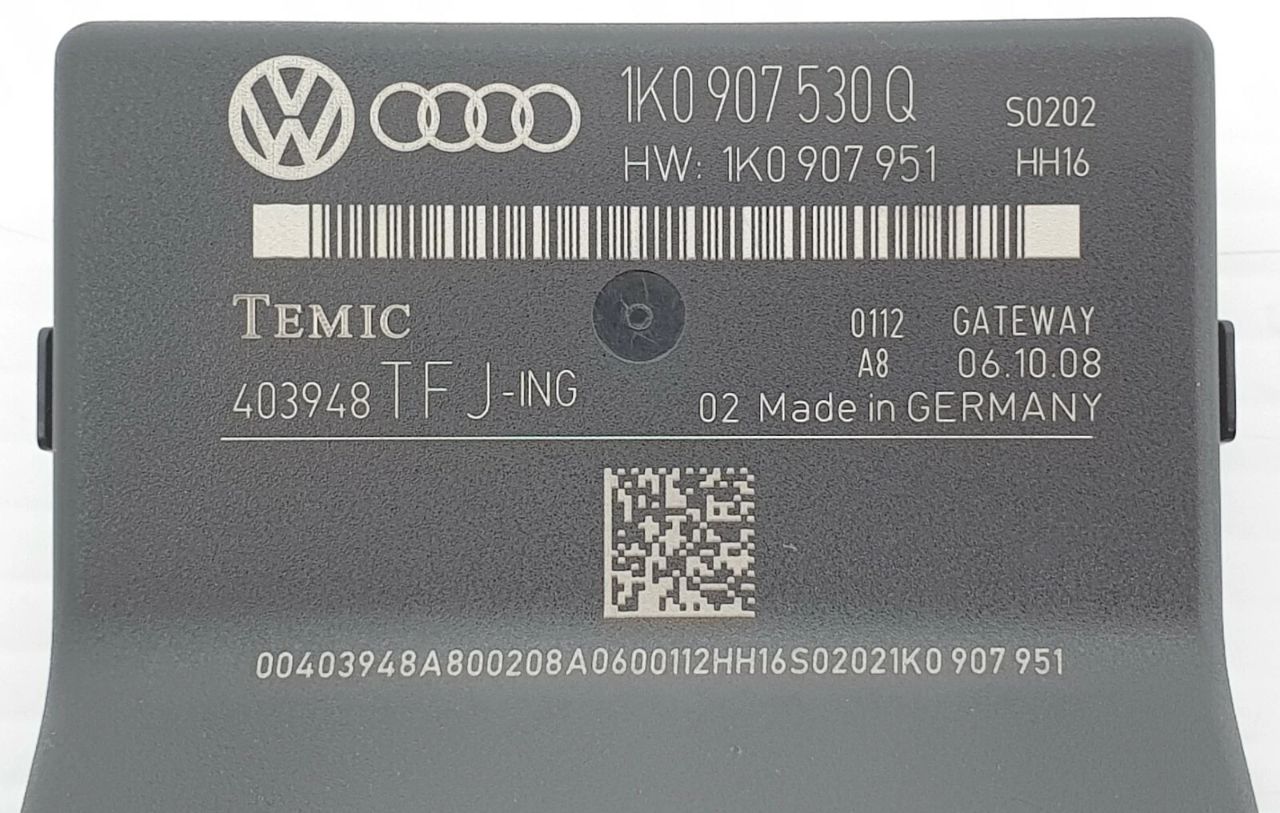 1K0 907 530 Q S0202
HW: 1K0 907 951 HH16
TEMIC 0112 GATEWAY
A8 06.10.08
403948 TF J-ING 02 Made in GERMANY
00403948A800208A0600112HH16S02021K0 907 951